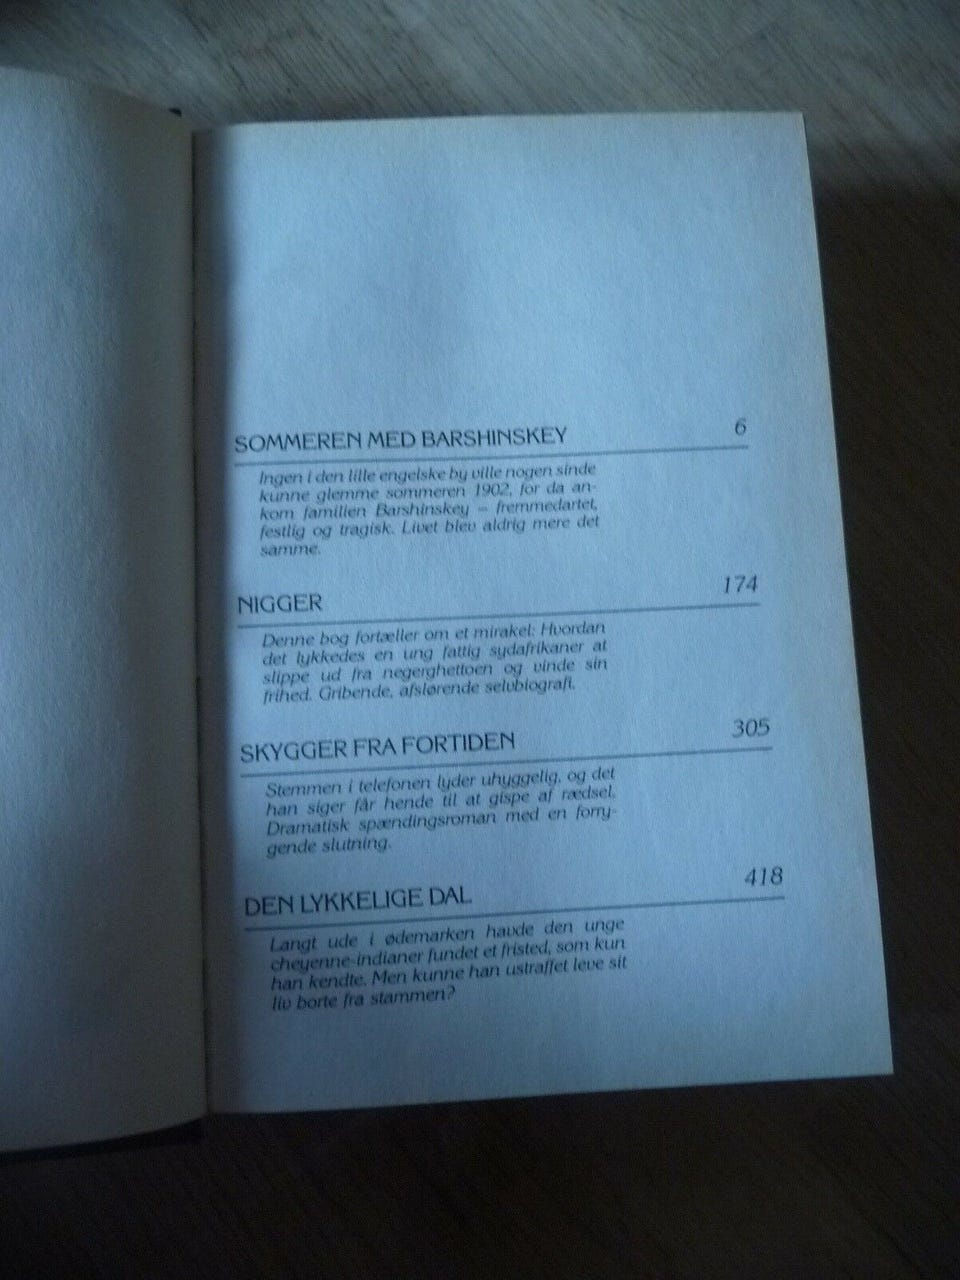 SOMMEREN MED BARSHINSKEY 6
Ingen i den lille engelske by ville nogen sinde
kunne glemme sommeren 1902, for da an-
kom familien Barshinskey – fremmedartet,
festlig og tragisk. Livet blev aldrig mere det
samme.
NIGGER 174
Denne bog fortæller om et mirakel: Hvordan
det lykkedes en ung fattig sydafrikaner at
slippe ud fra negerghettoen og vinde sin
frihed. Gribende, afslørende selvbiografi.
SKYGGER FRA FORTIDEN 305
Stemmen i telefonen lyder uhyggelig, og det
han siger får hende til at gispe af rædsel.
Dramatisk spændingsroman med en forry-
gende slutning.
DEN LYKKELIGE DAL 418
Langt ude i ødemarken havde den unge
cheyenne-indianer fundet et fristed, som kun
han kendte. Men kunne han ustraffet leve sit
liv borte fra stammen?